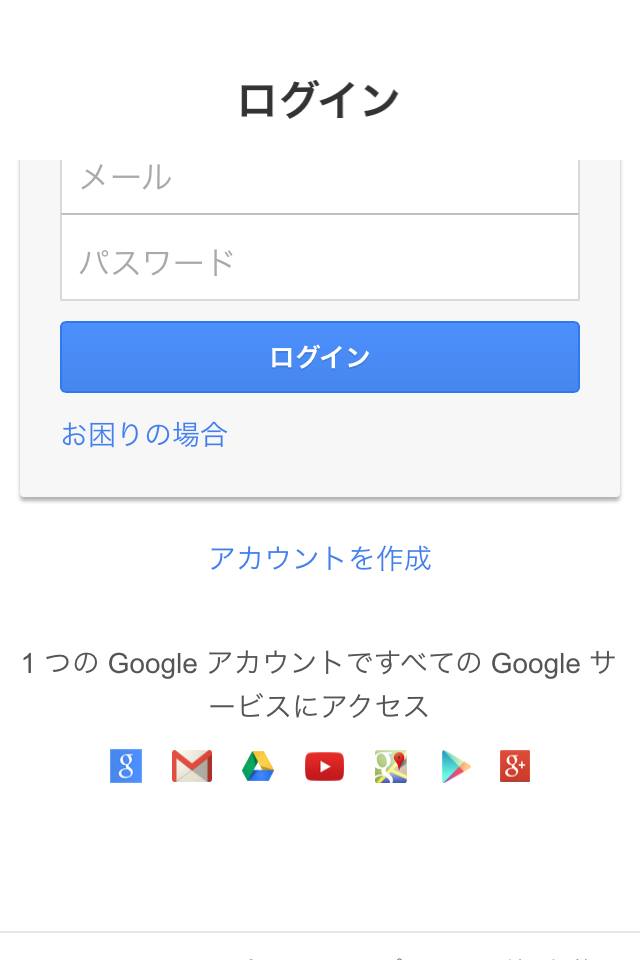 ログイン
メール
パスワード
ログイン
お困りの場合
アカウントを作成
1 つの Google アカウントですべての Google サ
ービスにアクセス